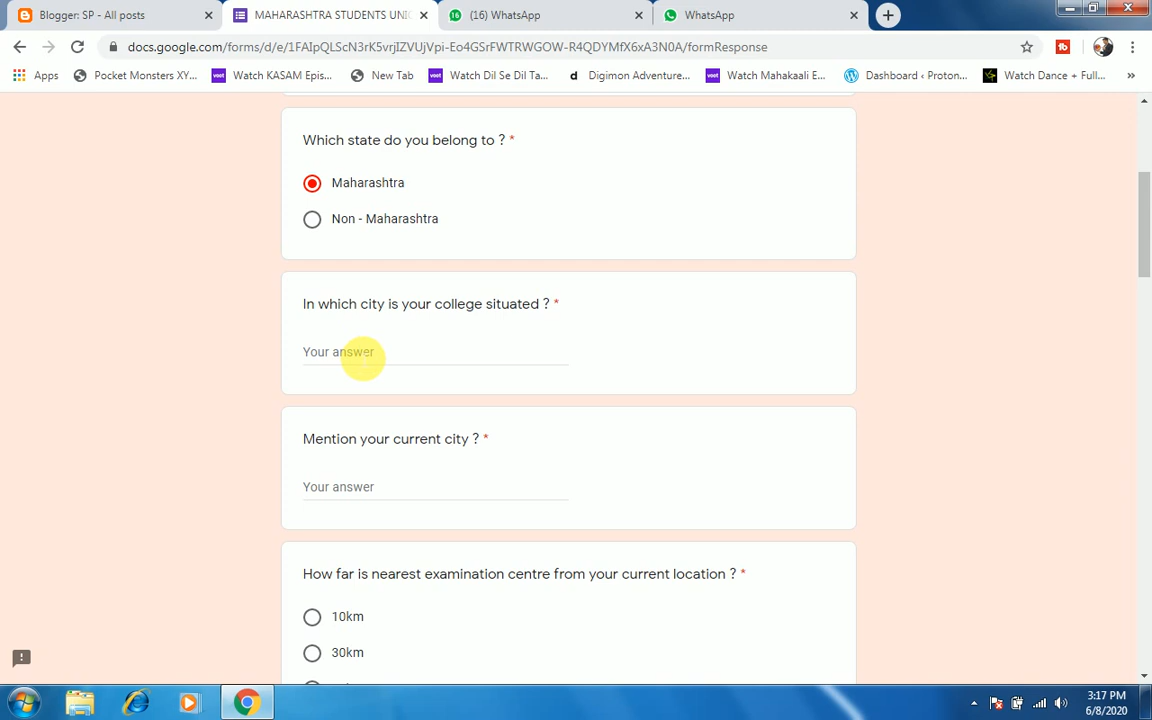 Blogger: SP - All posts
MAHARASHTRA STUDENTS UNIO
(16) WhatsApp
WhatsApp
docs.google.com/forms/d/e/1FAIpQLScN3rK5vrjIZVUjVpi-Eo4GSrFWTRWGOW-R4QDYMfX6xA3N0A/formResponse
Apps
Pocket Monsters XY...
Watch KASAM Epis...
New Tab
Watch Dil Se Dil Ta...
Digimon Adventure...
Watch Mahakaali E...
Dashboard ‹ Proton...
Watch Dance + Full...
Which state do you belong to ? *
Maharashtra
Non - Maharashtra
In which city is your college situated ? *
Your answer
Mention your current city ? *
Your answer
How far is nearest examination centre from your current location ? *
10km
30km
3:17 PM
6/8/2020